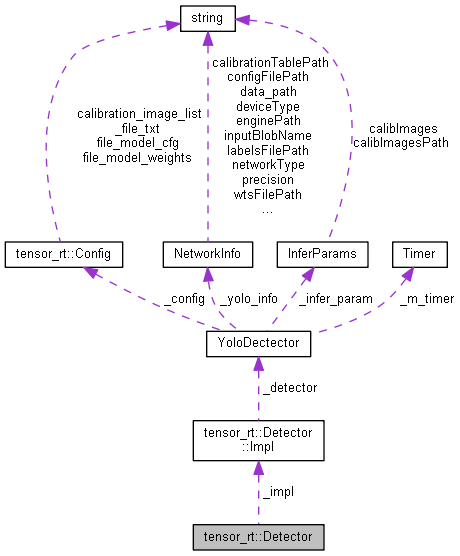 string
calibrationTablePath
configFilePath
data_path
deviceType
enginePath
inputBlobName
labelsFilePath
networkType
precision
wtsFilePath
...
calibration_image_list
_file_txt
file_model_cfg
file_model_weights
calibImages
calibImagesPath
tensor_rt::Config
NetworkInfo
InferParams
Timer
_config
_yolo_info
_infer_param
_m_timer
YoloDectector
_detector
tensor_rt::Detector
::Impl
_impl
tensor_rt::Detector